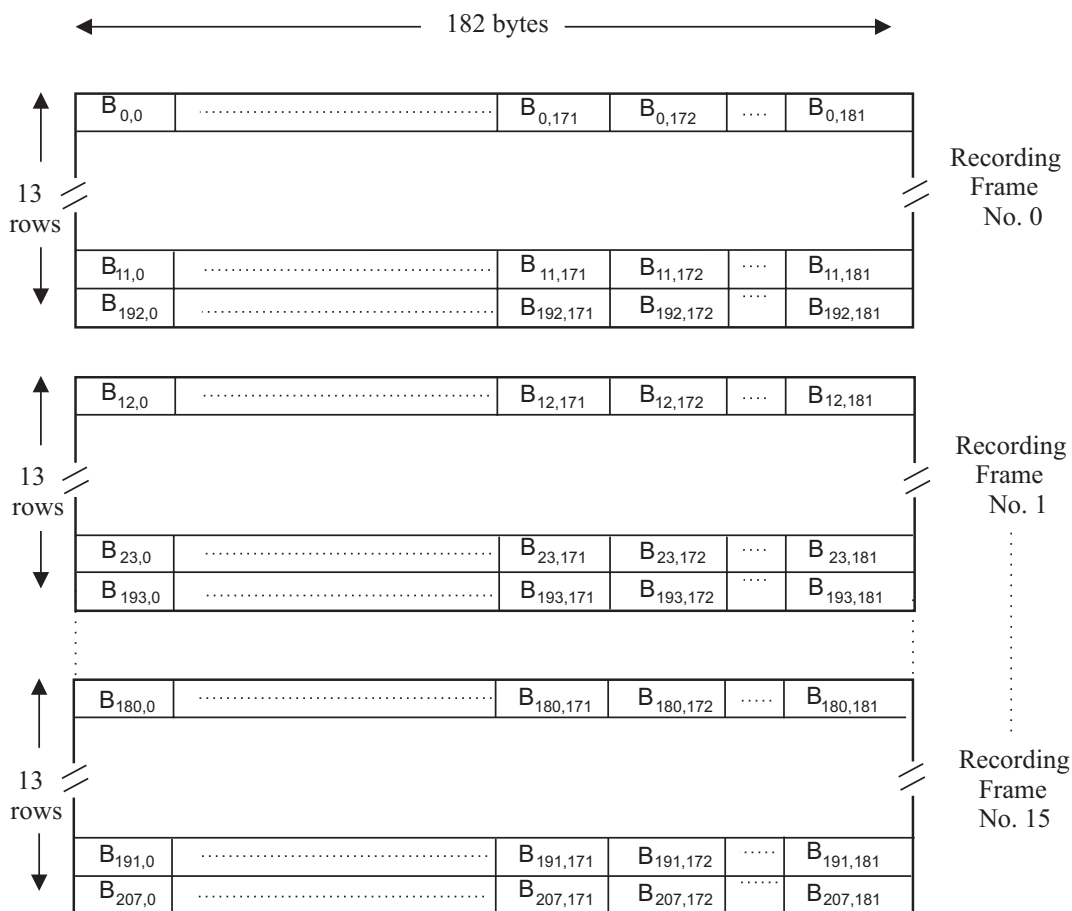 182 bytes
B0,0 ........ B0,171 B0,172 .... B0,181
13 rows
Recording Frame No. 0
B11,0 ........ B11,171 B11,172 .... B11,181
B192,0 ........ B192,171 B192,172 .... B192,181
B12,0 ........ B12,171 B12,172 .... B12,181
13 rows
Recording Frame No. 1
B23,0 ........ B23,171 B23,172 .... B23,181
B193,0 ........ B193,171 B193,172 .... B193,181
B180,0 ........ B180,171 B180,172 ..... B180,181
13 rows
Recording Frame No. 15
B191,0 ........ B191,171 B191,172 ..... B191,181
B207,0 ........ B207,171 B207,172 ...... B207,181